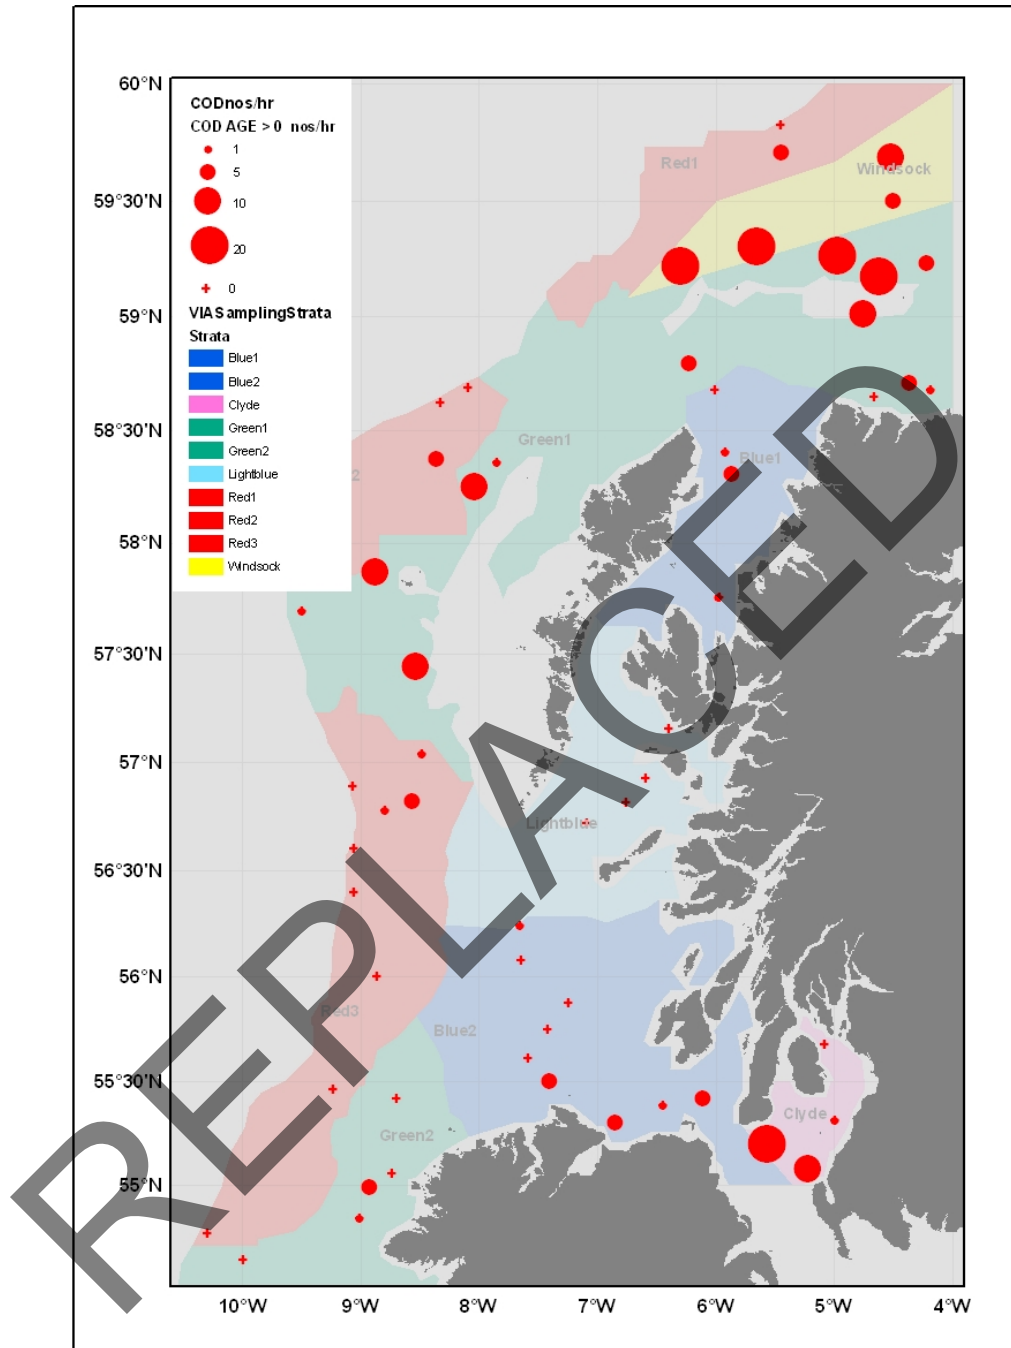 60°N
59°30'N
59°N
58°30'N
58°N
57°30'N
57°N
56°30'N
56°N
55°30'N
55°N
CODnos/hr
COD AGE > 0 nos/hr
1
5
10
20
0
VIASamplingStrata
Strata
Blue1
Blue2
Clyde
Green1
Green2
Lightblue
Red1
Red2
Red3
Windsock
Red1
Windsock
Green1
2
Blue1
Lightblue
Red3
Blue2
Green2
Clyde
REPLACED
10°W 9°W 8°W 7°W 6°W 5°W 4°W